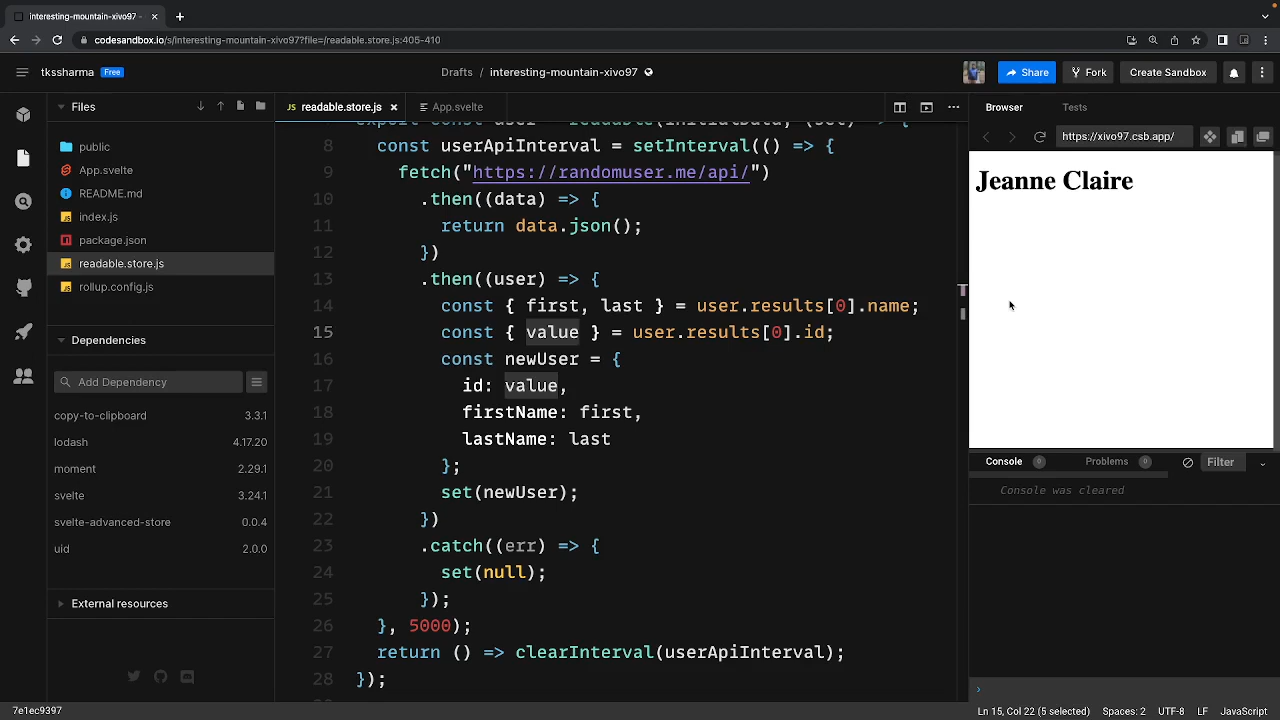 interesting-mountain-xivo97
codesandbox.io/s/interesting-mountain-xivo97?file=/readable.store.js:405-410
tkssharma Free
Drafts / interesting-mountain-xivo97
Share Fork Create Sandbox
Files
public
App.svelte
README.md
index.js
package.json
readable.store.js
rollup.config.js
Dependencies
Add Dependency
copy-to-clipboard 3.3.1
lodash 4.17.20
moment 2.29.1
svelte 3.24.1
svelte-advanced-store 0.0.4
uid 2.0.0
External resources
7e1ec9397
JS readable.store.js App.svelte
8 const userApiInterval = setInterval(() => {
9 fetch("https://randomuser.me/api/")
10 .then((data) => {
11 return data.json();
12 })
13 .then((user) => {
14 const { first, last } = user.results[0].name;
15 const { value } = user.results[0].id;
16 const newUser = {
17 id: value,
18 firstName: first,
19 lastName: last
20 };
21 set(newUser);
22 })
23 .catch((err) => {
24 set(null);
25 });
26 }, 5000);
27 return () => clearInterval(userApiInterval);
28 });
Browser Tests
https://xivo97.csb.app/
Jeanne Claire
Console 0 Problems 0 Filter
Console was cleared
Ln 15, Col 22 (5 selected) Spaces: 2 UTF-8 LF JavaScript